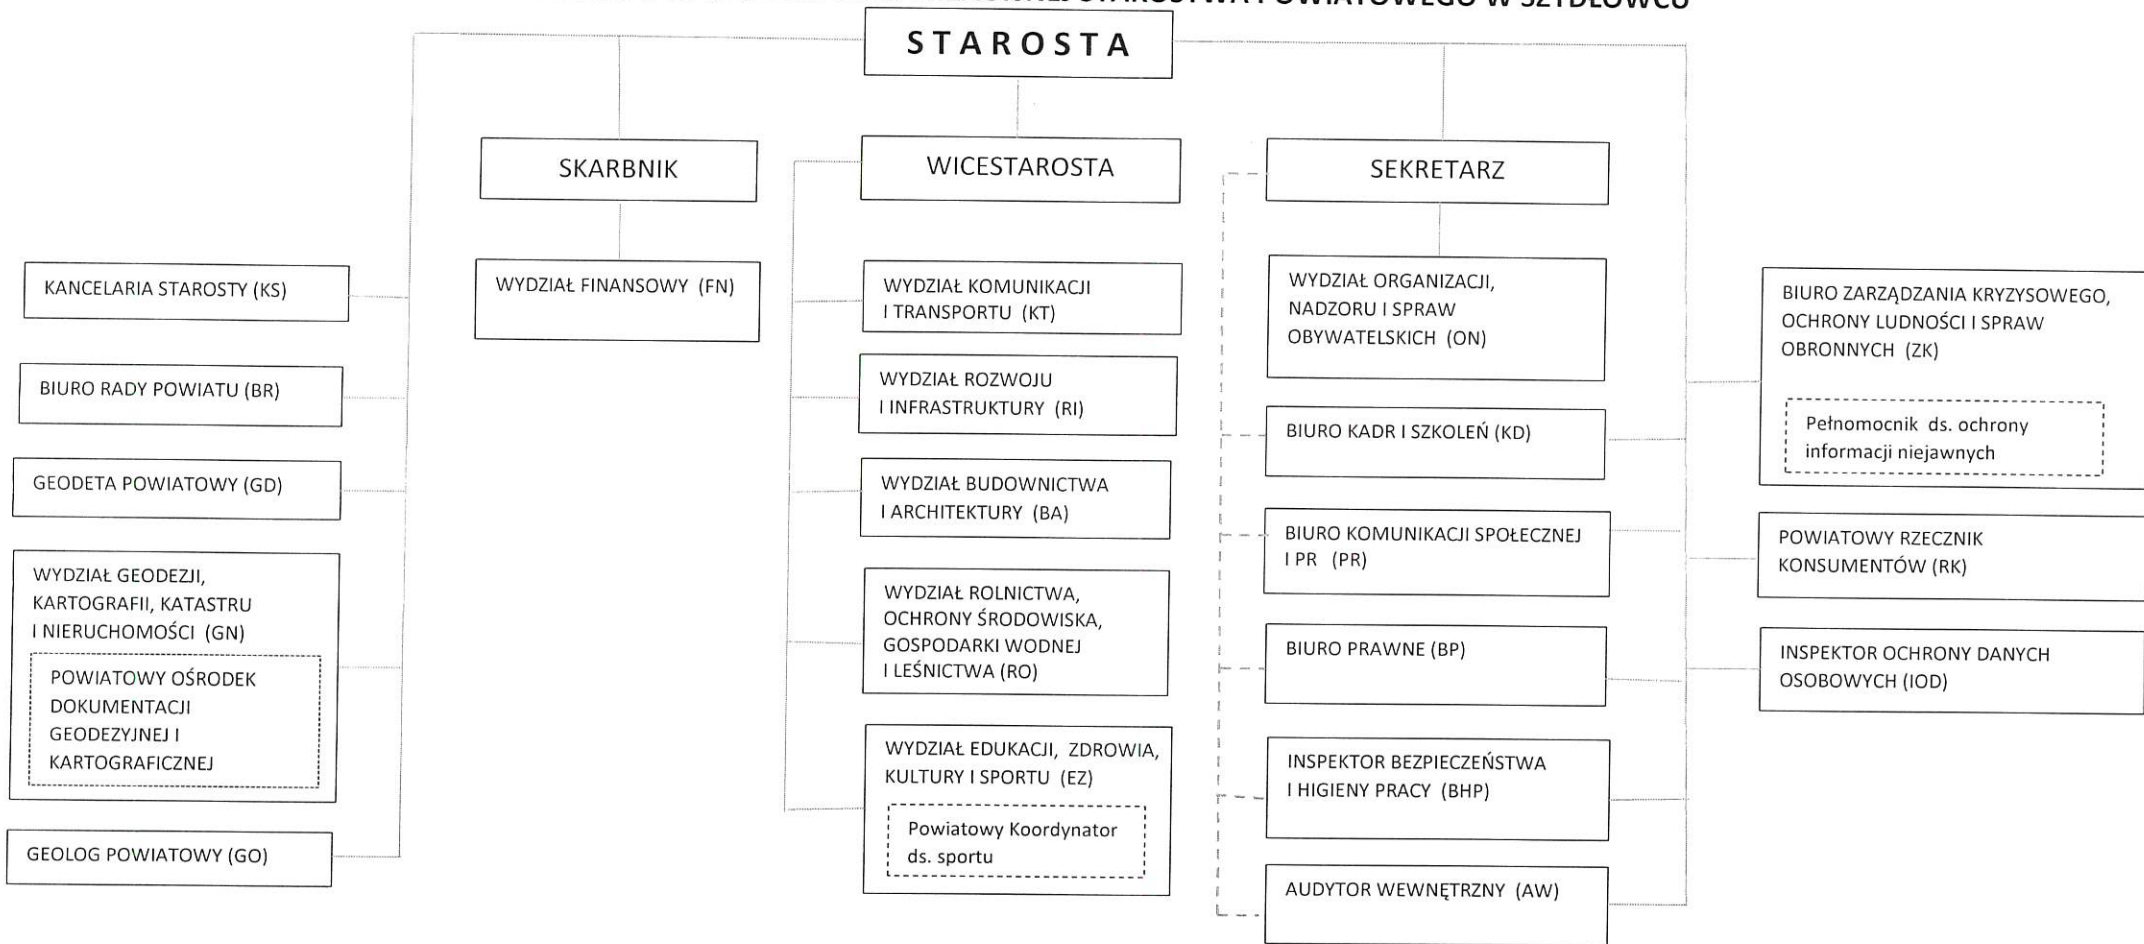 STAROSTWA POWIATOWEGO W SZYDŁOWCU
STAROSTA
SKARBNIK
WICESTAROSTA
SEKRETARZ
KANCELARIA STAROSTY (KS)
BIURO RADY POWIATU (BR)
GEODETA POWIATOWY (GD)
WYDZIAŁ GEODEZJI,
KARTOGRAFII, KATASTRU
I NIERUCHOMOŚCI (GN)
POWIATOWY OŚRODEK
DOKUMENTACJI
GEODEZYJNEJ I
KARTOGRAFICZNEJ
GEOLOG POWIATOWY (GO)
WYDZIAŁ FINANSOWY (FN)
WYDZIAŁ KOMUNIKACJI
I TRANSPORTU (KT)
WYDZIAŁ ROZWOJU
I INFRASTRUKTURY (RI)
WYDZIAŁ BUDOWNICTWA
I ARCHITEKTURY (BA)
WYDZIAŁ ROLNICTWA,
OCHRONY ŚRODOWISKA,
GOSPODARKI WODNEJ
I LEŚNICTWA (RO)
WYDZIAŁ EDUKACJI, ZDROWIA,
KULTURY I SPORTU (EZ)
Powiatowy Koordynator
ds. sportu
WYDZIAŁ ORGANIZACJI,
NADZORU I SPRAW
OBYWATELSKICH (ON)
BIURO KADR I SZKOLEŃ (KD)
BIURO KOMUNIKACJI SPOŁECZNEJ
I PR (PR)
BIURO PRAWNE (BP)
INSPEKTOR BEZPIECZEŃSTWA
I HIGIENY PRACY (BHP)
AUDYTOR WEWNĘTRZNY (AW)
BIURO ZARZĄDZANIA KRYZYSOWEGO,
OCHRONY LUDNOŚCI I SPRAW
OBRONNYCH (ZK)
Pełnomocnik ds. ochrony
informacji niejawnych
POWIATOWY RZECZNIK
KONSUMENTÓW (RK)
INSPEKTOR OCHRONY DANYCH
OSOBOWYCH (IOD)